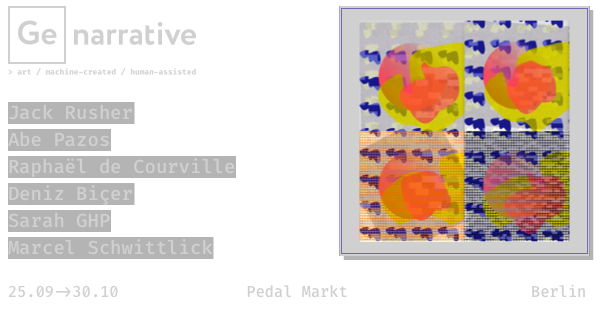 Ge narrative
> art / machine-created / human-assisted
Jack Rusher
Abe Pazos
Raphaël de Courville
Deniz Biçer
Sarah GHP
Marcel Schwittlick
25.09→30.10 Pedal Markt Berlin